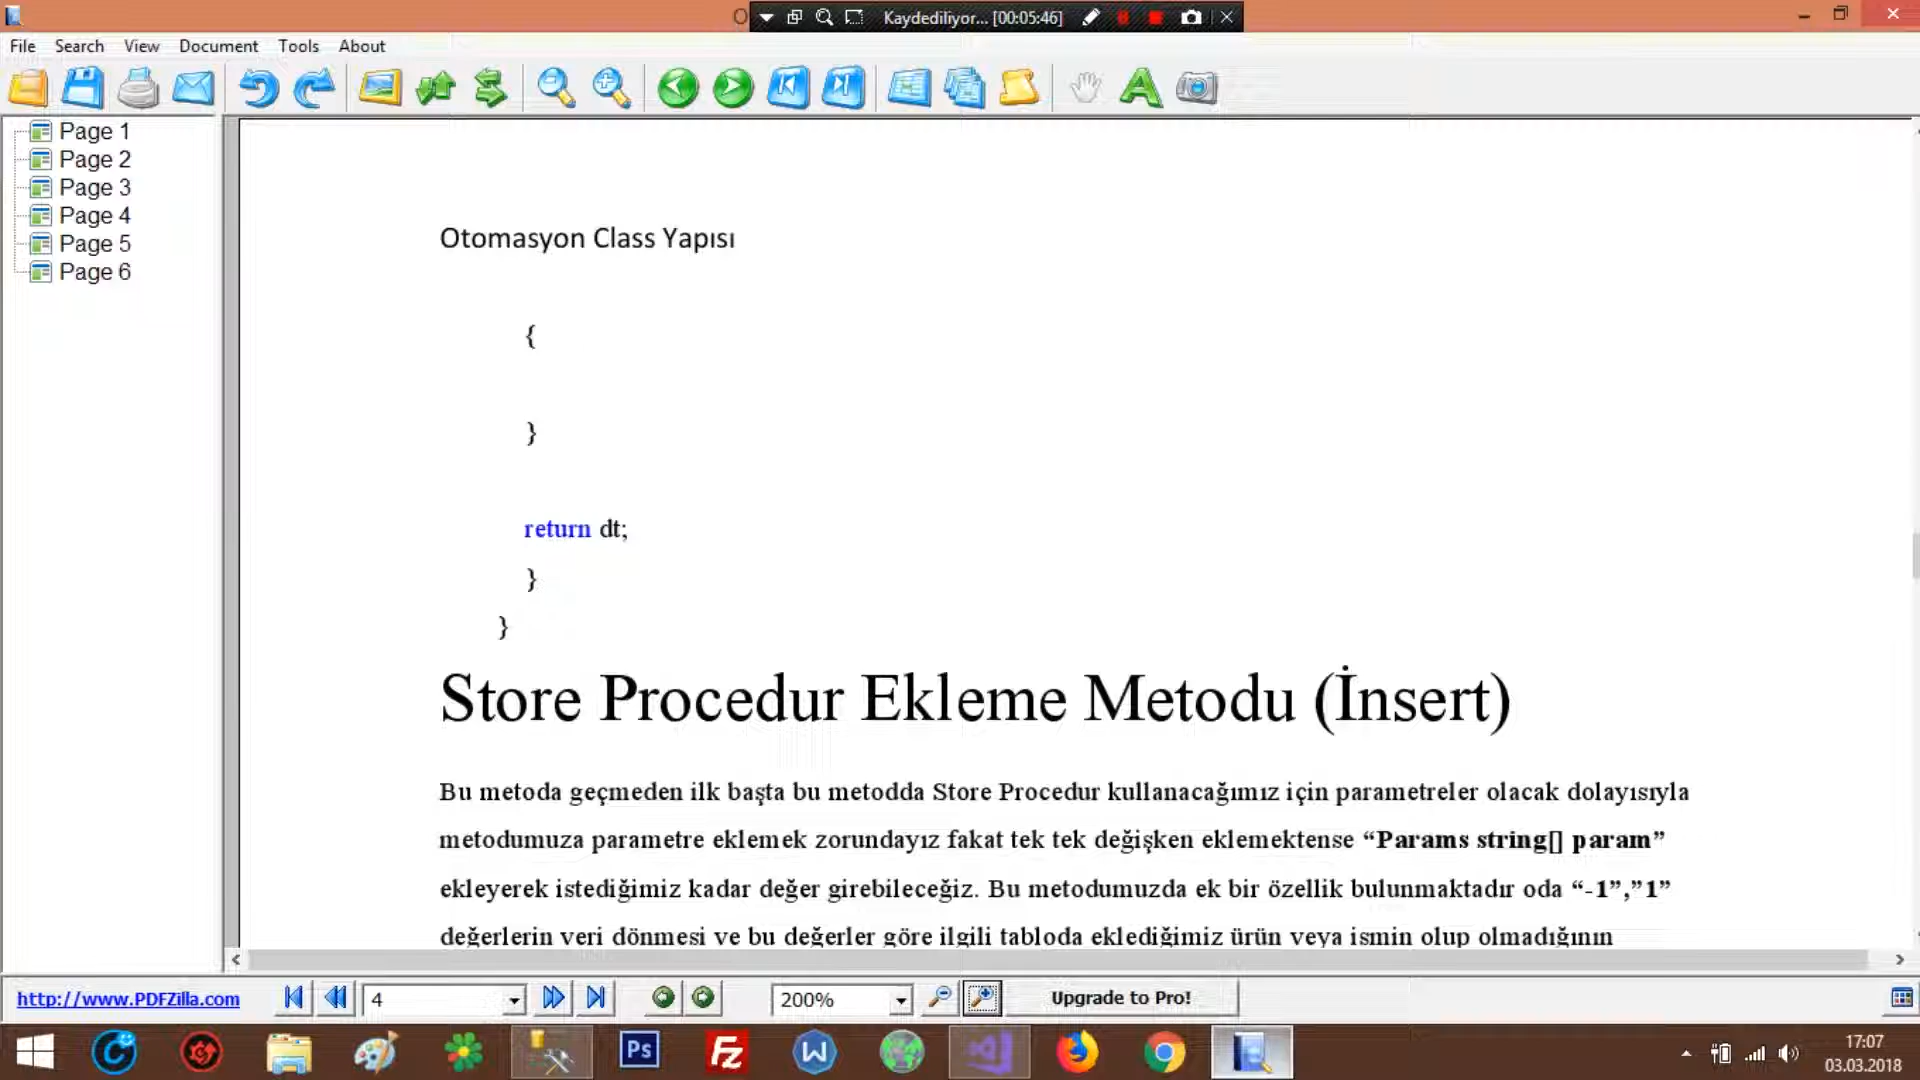 Kaydediliyor... [00:05:46]
File Search View Document Tools About
Page 1
Page 2
Page 3
Page 4
Page 5
Page 6
Otomasyon Class Yapısı
{
}
return dt;
}
}
Store Procedur Ekleme Metodu (İnsert)
Bu metoda geçmeden ilk başta bu metodda Store Procedur kullanacağımız için parametreler olacak dolayısıyla
metodumuza parametre eklemek zorundayız fakat tek tek değişken eklemektense “Params string[] param”
ekleyerek istediğimiz kadar değer girebileceğiz. Bu metodumuzda ek bir özellik bulunmaktadır oda “-1”,”1”
değerlerin veri dönmesi ve bu değerler göre ilgili tabloda eklediğimiz ürün veya ismin olup olmadığının
http://www.PDFZilla.com
4
200%
Upgrade to Pro!
Ps
Fz
W
17:07
03.03.2018